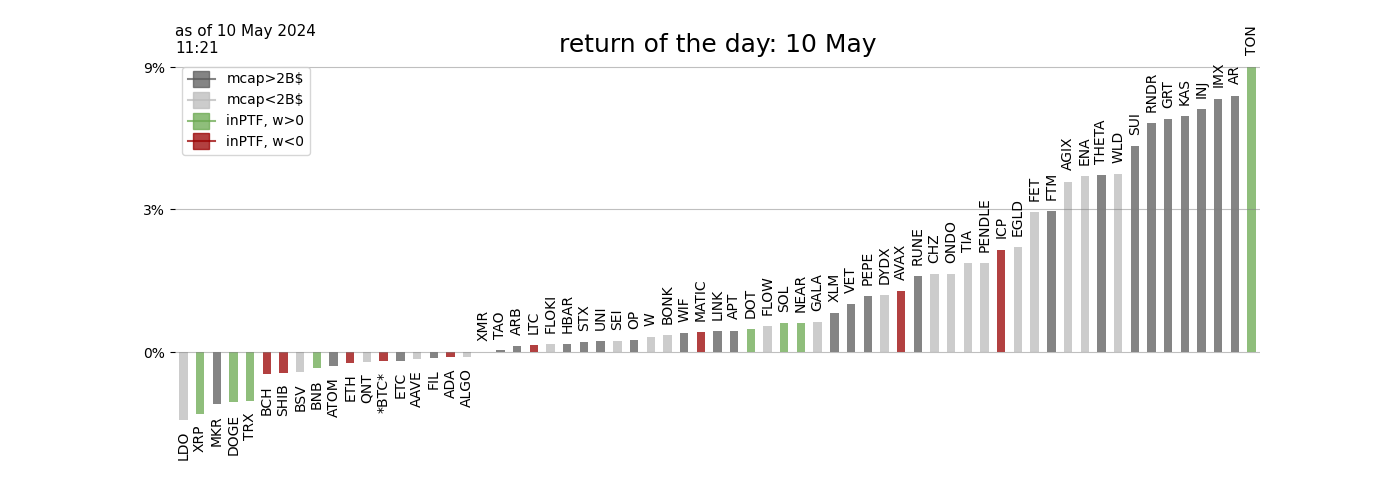 as of 10 May 2024
11:21
return of the day: 10 May
9%
3%
0%
mcap>2B$
mcap<2B$
inPTF, w>0
inPTF, w<0
LDO
XRP
MKR
DOGE
TRX
BCH
SHIB
BSV
BNB
ATOM
ETH
QNT
*BTC*
ETC
AAVE
FIL
ADA
ALGO
XMR
TAO
ARB
LTC
FLOKI
HBAR
STX
UNI
SEI
OP
W
BONK
WIF
MATIC
LINK
APT
DOT
FLOW
SOL
NEAR
GALA
XLM
VET
PEPE
DYDX
AVAX
RUNE
CHZ
ONDO
TIA
PENDLE
ICP
EGLD
FET
FTM
AGIX
ENA
THETA
WLD
SUI
RNDR
GRT
KAS
INJ
IMX
AR
TON